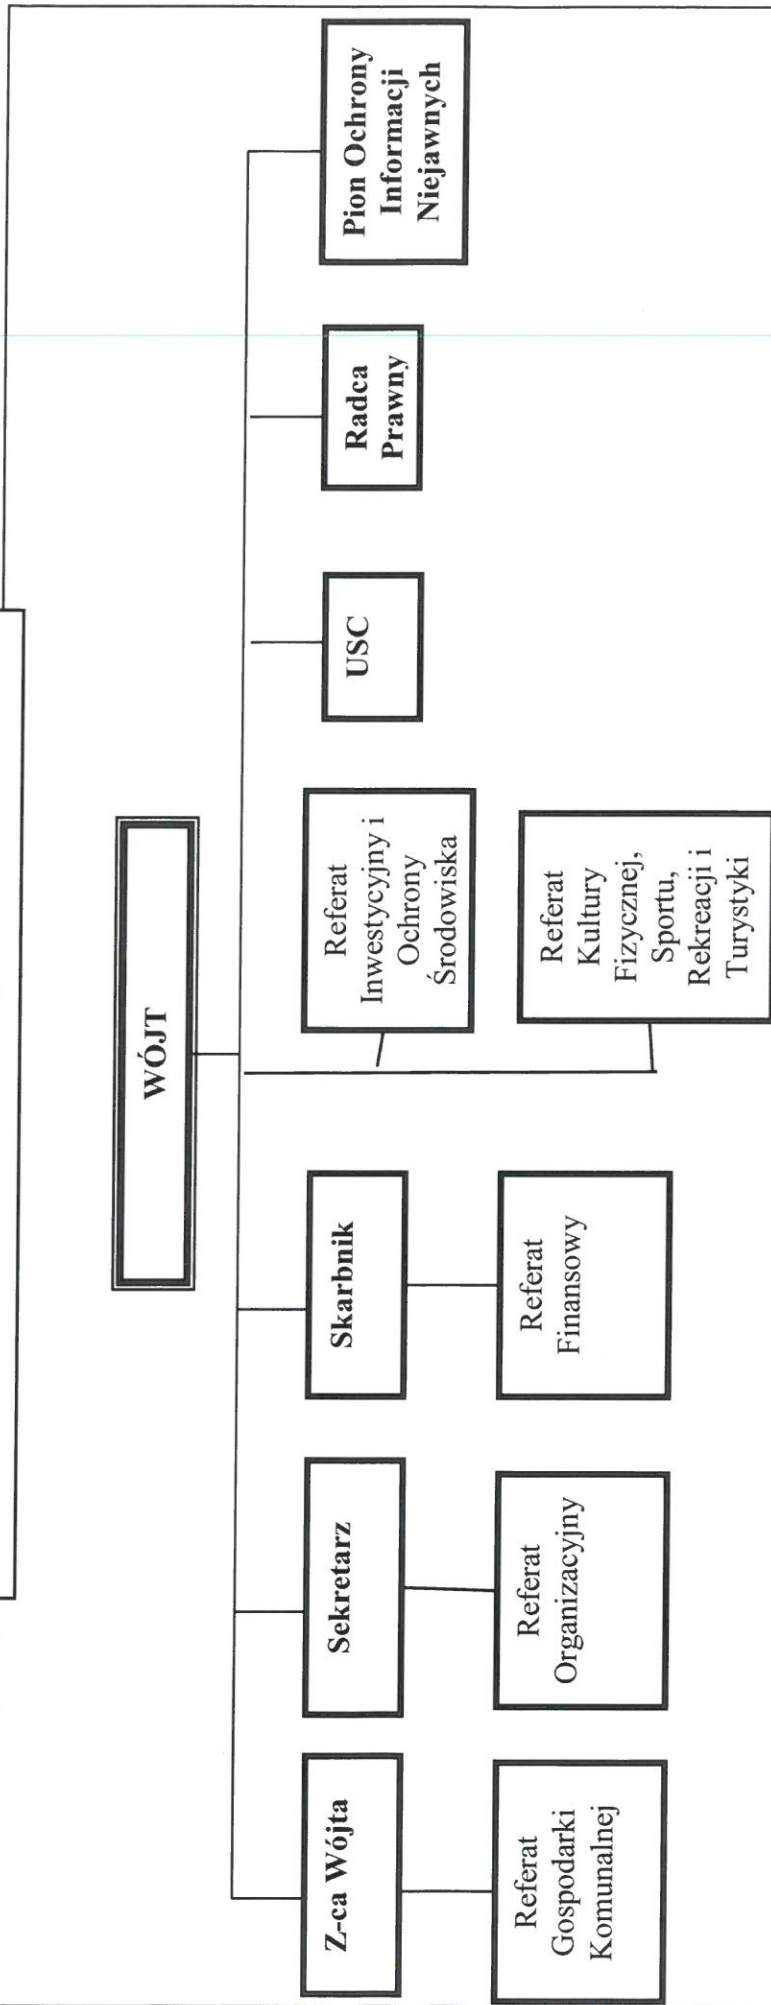 WÓJT
Z-ca Wójta
Sekretarz
Skarbnik
Referat
Inwestycyjny i
Ochrony
Środowiska
USC
Radca
Prawny
Pion Ochrony
Informacji
Niejawnych
Referat
Gospodarki
Komunalnej
Referat
Organizacyjny
Referat
Finansowy
Referat
Kultury
Fizycznej,
Sportu,
Rekreacji i
Turystyki